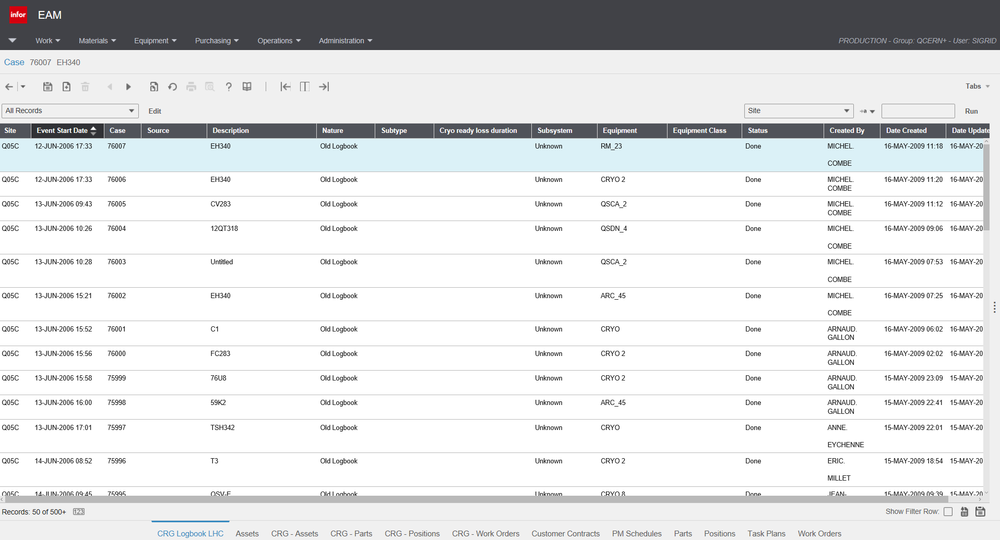 infor EAM
Work Materials Equipment Purchasing Operations Administration PRODUCTION - Group: QCERN+ - User: SIGRID
Case 76007 EH340
Tabs
All Records Edit Site Run
Site Event Start Date Case Source Description Nature Subtype Cryo ready loss duration Subsystem Equipment Equipment Class Status Created By Date Created Date Update
Q05C 12-JUN-2006 17:33 76007 EH340 Old Logbook Unknown RM_23 Done MICHEL. 16-MAY-2009 11:18 16-MAY-20
COMBE
Q05C 12-JUN-2006 17:33 76006 EH340 Old Logbook Unknown CRYO 2 Done MICHEL. 16-MAY-2009 11:20 16-MAY-20
COMBE
Q05C 13-JUN-2006 09:43 76005 CV283 Old Logbook Unknown QSCA_2 Done MICHEL. 16-MAY-2009 11:12 16-MAY-20
COMBE
Q05C 13-JUN-2006 10:26 76004 12QT318 Old Logbook Unknown QSDN_4 Done MICHEL. 16-MAY-2009 09:06 16-MAY-20
COMBE
Q05C 13-JUN-2006 10:28 76003 Untitled Old Logbook Unknown QSCA_2 Done MICHEL. 16-MAY-2009 07:53 16-MAY-20
COMBE
Q05C 13-JUN-2006 15:21 76002 EH340 Old Logbook Unknown ARC_45 Done MICHEL. 16-MAY-2009 07:25 16-MAY-20
COMBE
Q05C 13-JUN-2006 15:52 76001 C1 Old Logbook Unknown CRYO Done ARNAUD. 16-MAY-2009 06:02 16-MAY-20
GALLON
Q05C 13-JUN-2006 15:56 76000 FC283 Old Logbook Unknown CRYO 2 Done ARNAUD. 16-MAY-2009 02:02 16-MAY-20
GALLON
Q05C 13-JUN-2006 15:58 75999 76U8 Old Logbook Unknown CRYO 2 Done ARNAUD. 15-MAY-2009 23:09 15-MAY-20
GALLON
Q05C 13-JUN-2006 16:00 75998 59K2 Old Logbook Unknown ARC_45 Done ARNAUD. 15-MAY-2009 22:41 15-MAY-20
GALLON
Q05C 13-JUN-2006 17:01 75997 TSH342 Old Logbook Unknown CRYO Done ANNE. 15-MAY-2009 22:01 15-MAY-20
EYCHENNE
Q05C 14-JUN-2006 08:52 75996 T3 Old Logbook Unknown CRYO 2 Done ERIC. 15-MAY-2009 18:54 15-MAY-20
MILLET
Q05C 14-JUN-2006 09:45 75995 QSV-F Old Logbook Unknown CRYO 8 Done JEAN- 15-MAY-2009 09:39 15-MAY-20
Records: 50 of 500+ 123 Show Filter Row:
CRG Logbook LHC Assets CRG - Assets CRG - Parts CRG - Positions CRG - Work Orders Customer Contracts PM Schedules Parts Positions Task Plans Work Orders